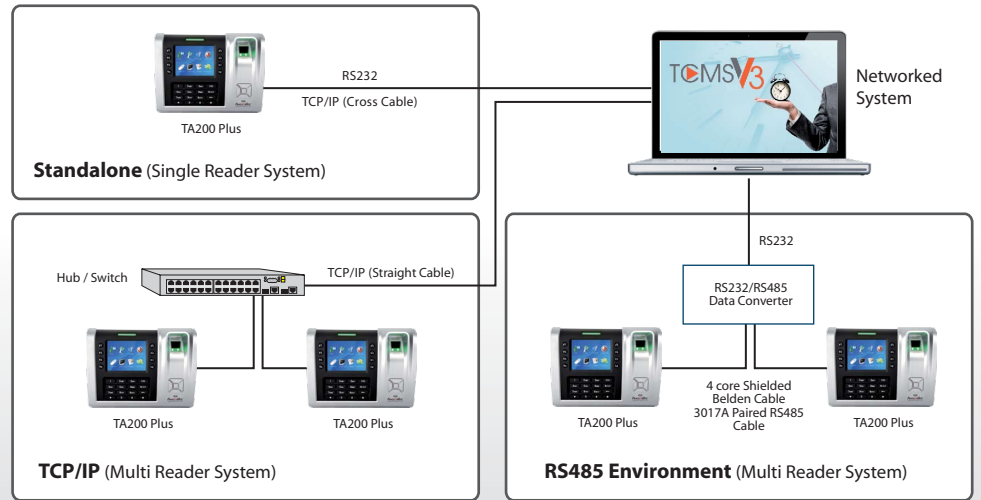 RS232
TCP/IP (Cross Cable)
TA200 Plus
Standalone (Single Reader System)
TCMSV3
Networked
System
Hub / Switch
TCP/IP (Straight Cable)
TA200 Plus
TA200 Plus
TCP/IP (Multi Reader System)
RS232
RS232/RS485
Data Converter
4 core Shielded
Belden Cable
3017A Paired RS485
Cable
TA200 Plus
TA200 Plus
RS485 Environment (Multi Reader System)